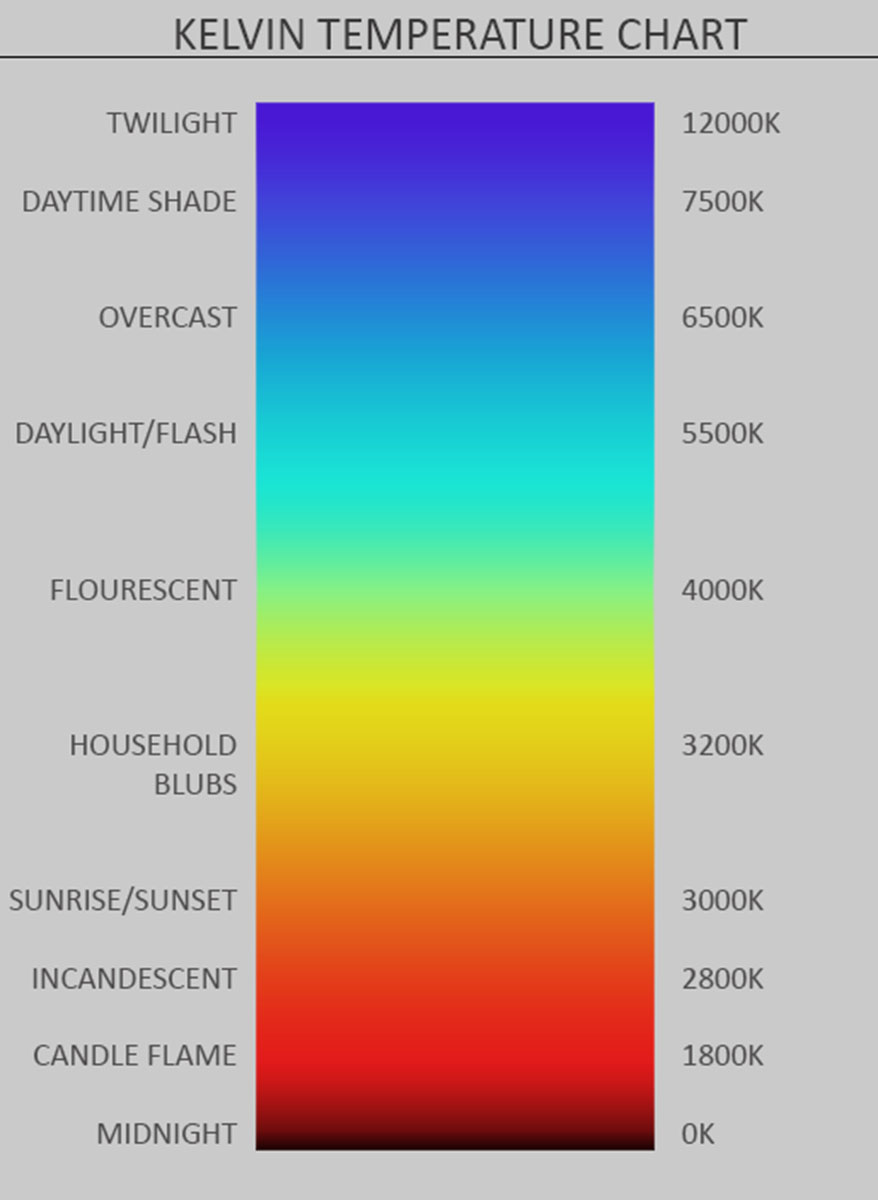 KELVIN TEMPERATURE CHART
TWILIGHT 12000K
DAYTIME SHADE 7500K
OVERCAST 6500K
DAYLIGHT/FLASH 5500K
FLOURESCENT 4000K
HOUSEHOLD 3200K
BLUBS
SUNRISE/SUNSET 3000K
INCANDESCENT 2800K
CANDLE FLAME 1800K
MIDNIGHT 0K